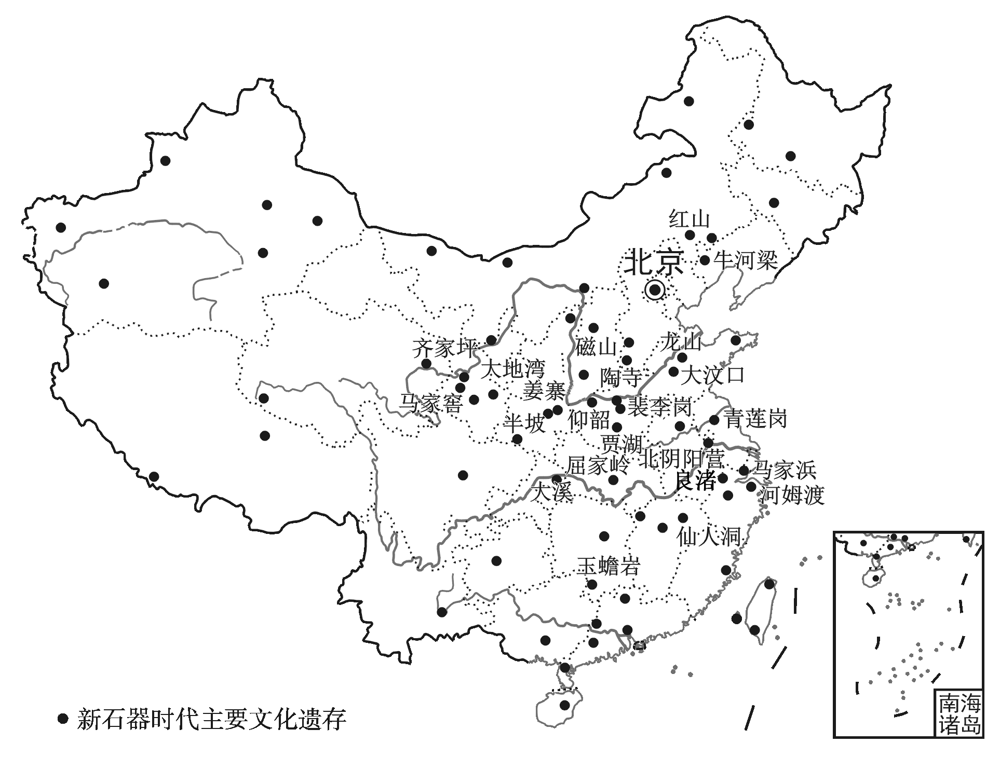 红山
北京
牛河梁
齐家坪
磁山
龙山
大地湾
陶寺
大汶口
姜寨
马家窑
裴李岗
半坡
仰韶
青莲岗
贾湖
北阴阳营
屈家岭
良渚
马家浜
大溪
河姆渡
仙人洞
玉蟾岩
南海
诸岛
新石器时代主要文化遗存